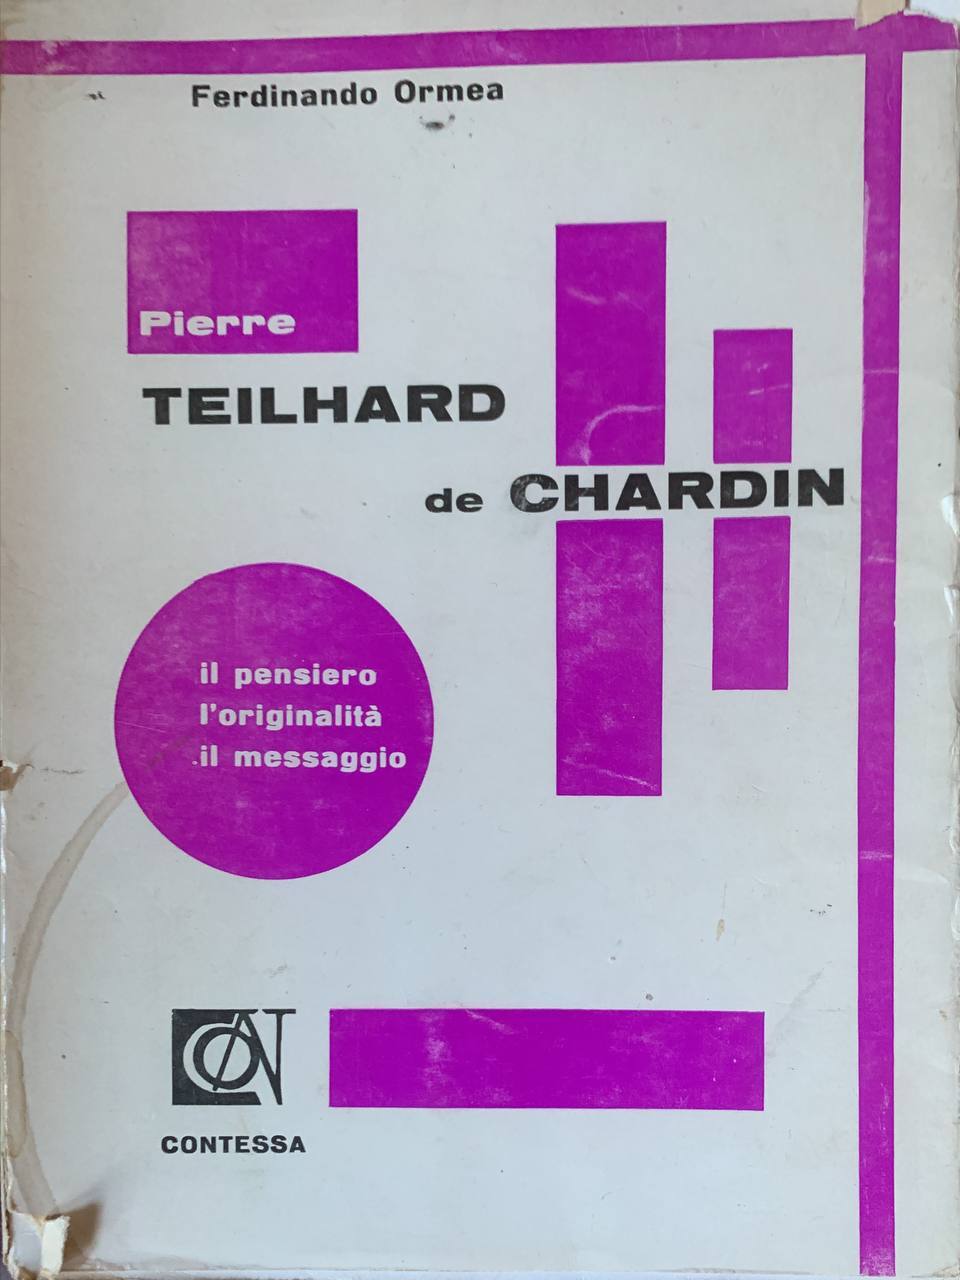 Ferdinando Ormea
Pierre
TEILHARD
de CHARDIN
il pensiero
l'originalità
il messaggio
CONTESSA